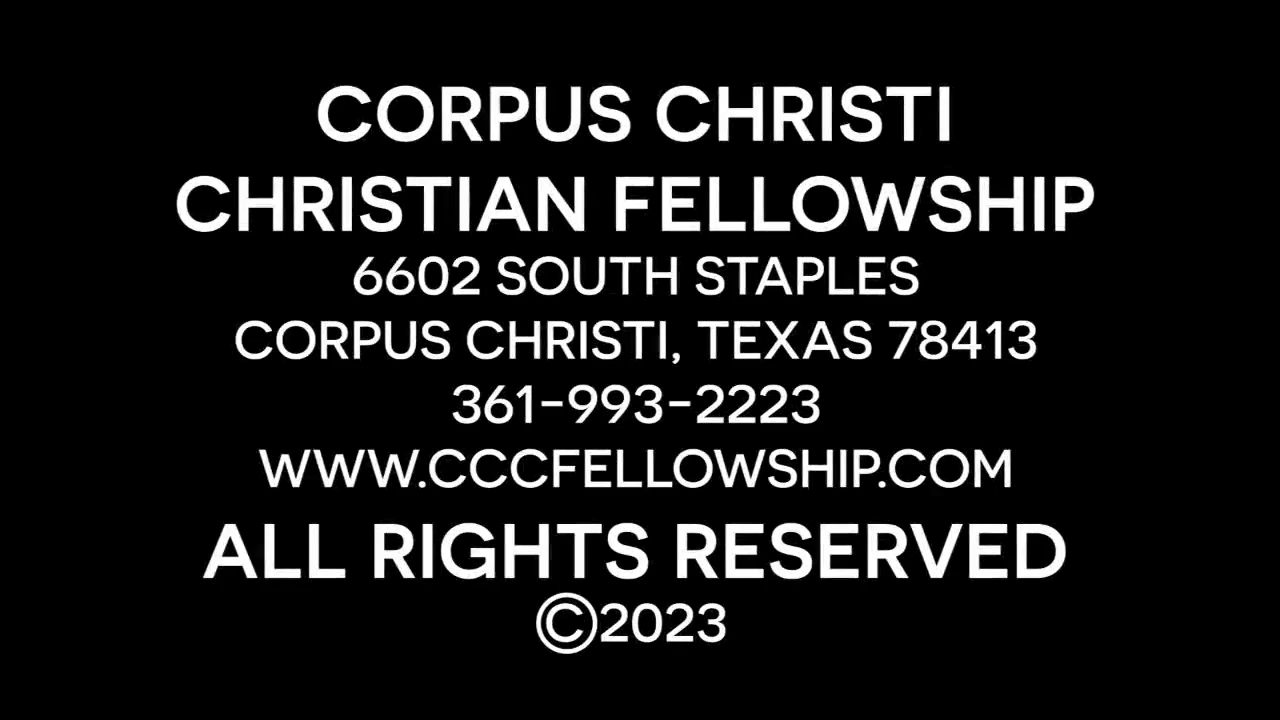 CORPUS CHRISTI
CHRISTIAN FELLOWSHIP
6602 SOUTH STAPLES
CORPUS CHRISTI, TEXAS 78413
361-993-2223
WWW.CCCFELLOWSHIP.COM
ALL RIGHTS RESERVED
©2023